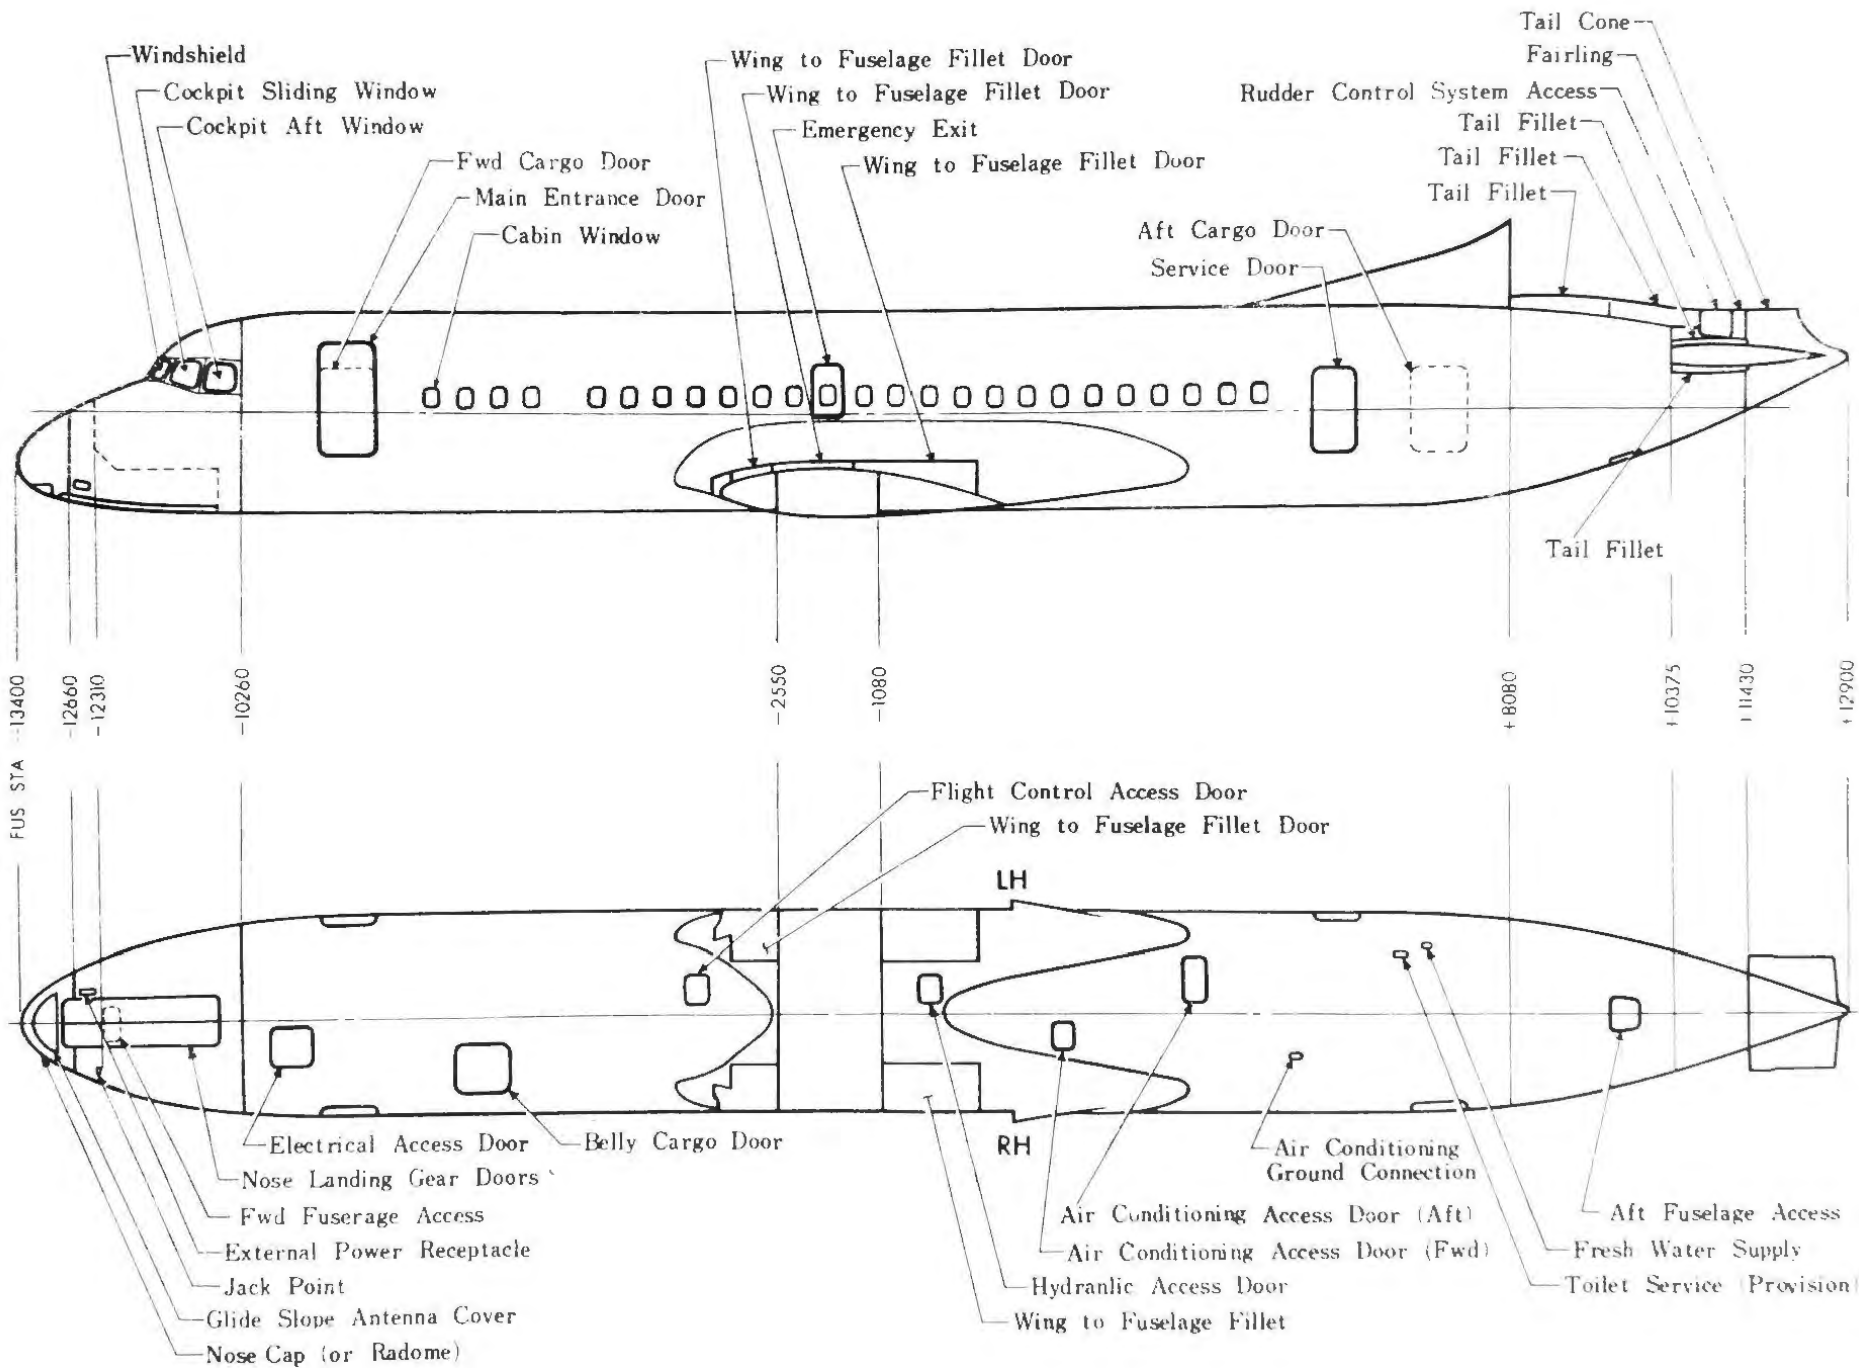 Windshield
Cockpit Sliding Window
Cockpit Aft Window
Fwd Cargo Door
Main Entrance Door
Cabin Window
Wing to Fuselage Fillet Door
Wing to Fuselage Fillet Door
Emergency Exit
Wing to Fuselage Fillet Door
Tail Cone
Fairling
Rudder Control System Access
Tail Fillet
Tail Fillet
Tail Fillet
Aft Cargo Door
Service Door
Tail Fillet
FUS STA -13400
-12660
-12310
-10260
-2550
-1080
+8080
+10375
+11430
+12900
Flight Control Access Door
Wing to Fuselage Fillet Door
LH
RH
Electrical Access Door
Nose Landing Gear Doors
Fwd Fuserage Access
External Power Receptacle
Jack Point
Glide Slope Antenna Cover
Nose Cap (or Radome)
Belly Cargo Door
Air Conditioning
Ground Connection
Air Conditioning Access Door (Aft)
Air Conditioning Access Door (Fwd)
Hydranlic Access Door
Wing to Fuselage Fillet
Aft Fuselage Access
Fresh Water Supply
Toilet Service (Provision)